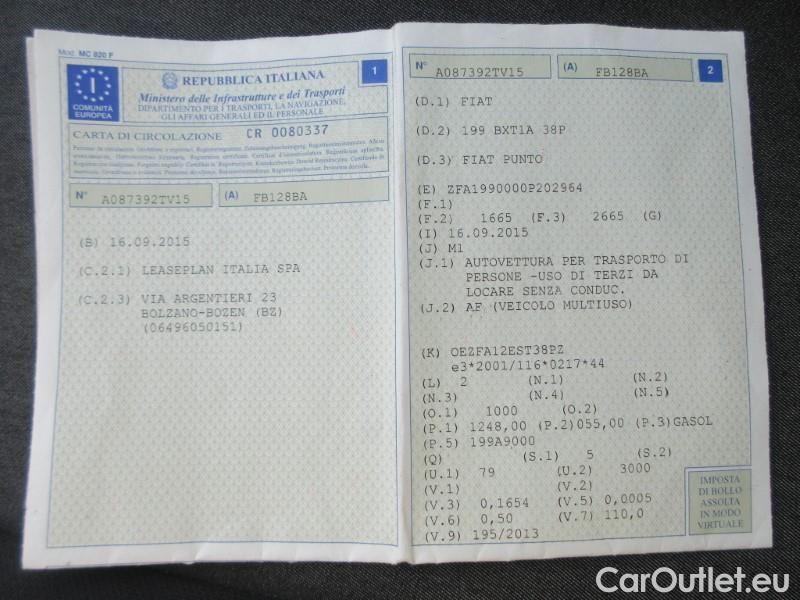 Mod. MC 820 F
I
COMUNITÀ
EUROPEA
REPUBBLICA ITALIANA
1
Ministero delle Infrastrutture e dei Trasporti
DIPARTIMENTO PER I TRASPORTI, LA NAVIGAZIONE,
GLI AFFARI GENERALI ED IL PERSONALE
CARTA DI CIRCOLAZIONE CR 0080337
N° A087392TV15 (A) FB128BA
(B) 16.09.2015
(C.2.1) LEASEPLAN ITALIA SPA
(C.2.3) VIA ARGENTIERI 23
BOLZANO-BOZEN (BZ)
(06496050151)
N° A087392TV15 (A) FB128BA 2
(D.1) FIAT
(D.2) 199 BXT1A 38P
(D.3) FIAT PUNTO
(E) ZFA1990000P202964
(F.1)
(F.2) 1665 (F.3) 2665 (G)
(I) 16.09.2015
(J) M1
(J.1) AUTOVETTURA PER TRASPORTO DI
PERSONE -USO DI TERZI DA
LOCARE SENZA CONDUC.
(J.2) AF (VEICOLO MULTIUSO)
(K) OEZFA12EST38PZ
e3*2001/116*0217*44
(L) 2 (N.1) (N.2)
(N.3) (N.4) (N.5)
(O.1) 1000 (O.2)
(P.1) 1248,00 (P.2)055,00 (P.3)GASOL
(P.5) 199A9000
(Q) (S.1) 5 (S.2)
(U.1) 79 (U.2) 3000
(V.1) (V.2)
(V.3) 0,1654 (V.5) 0,0005
(V.6) 0,50 (V.7) 110,0
(V.9) 195/2013
IMPOSTA
DI BOLLO
ASSOLTA
IN MODO
VIRTUALE
CarOutlet.eu